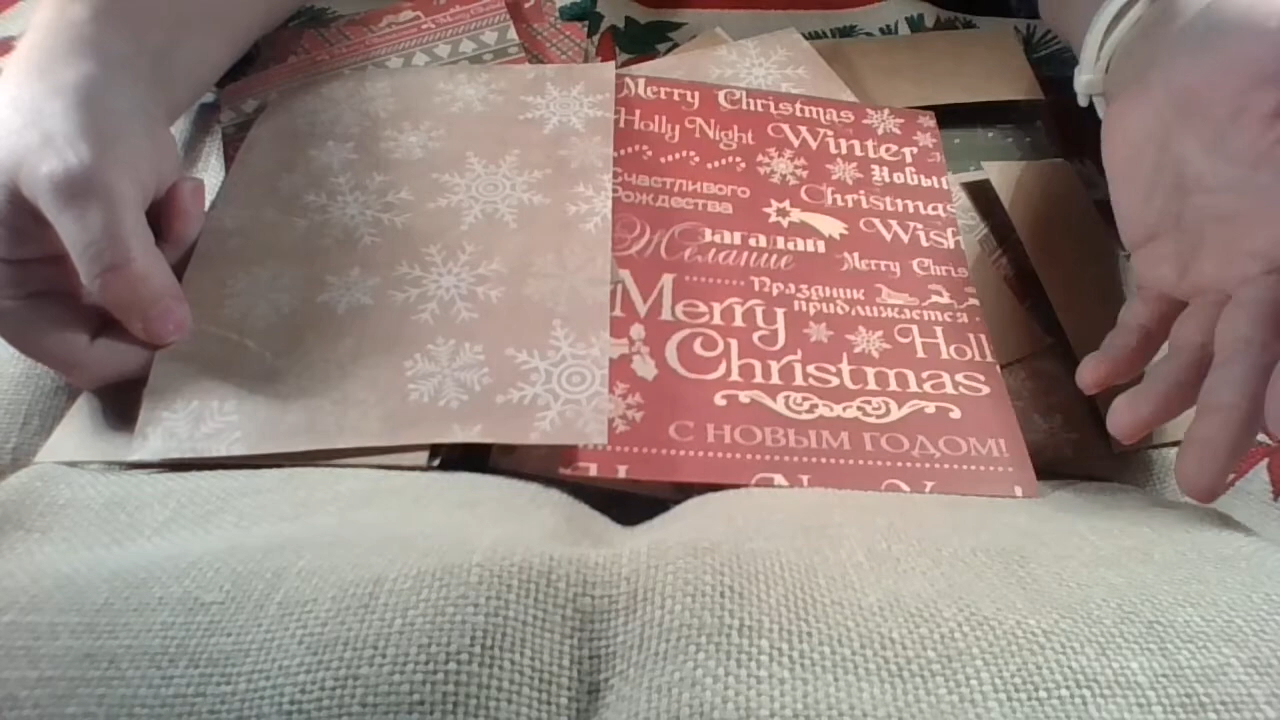 Merry Christmas
Holly Night Winter
Счастливого
Рождества
Новый
Christmas
загадай
Желание
Wish
Merry Chris
Праздник
приближается
Merry
Christmas
Holl
С НОВЫМ ГОДОМ!